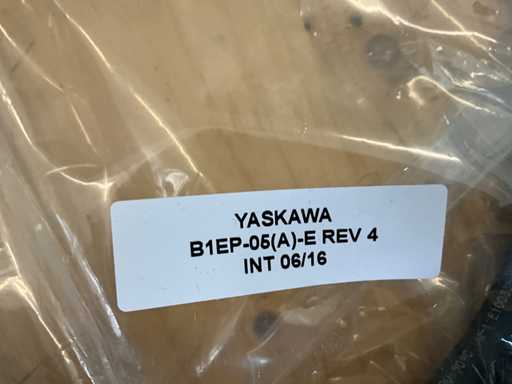 YASKAWA
B1EP-05(A)-E REV 4
INT 06/16